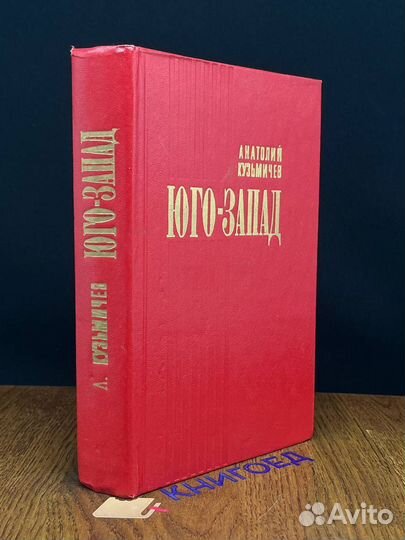 АНАТОЛИЙ
КУЗЬМИЧЕВ
ЮГО-ЗАПАД
А. КУЗЬМИЧЕВ ЮГО-ЗАПАД
КНИГОЕД
Avito